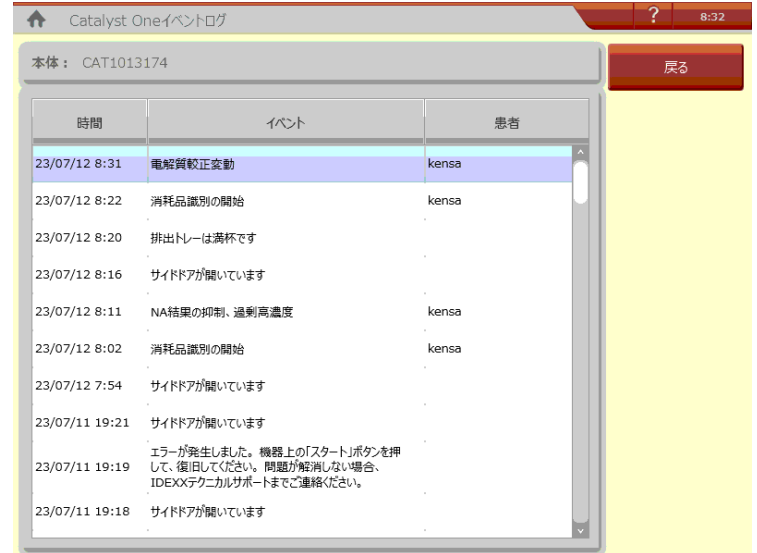 Catalyst Oneイベントログ
? 8:32
本体： CAT1013174
戻る
時間 イベント 患者
23/07/12 8:31 電解質較正変動 kensa
23/07/12 8:22 消耗品識別の開始 kensa
23/07/12 8:20 排出トレーは満杯です
23/07/12 8:16 サイドドアが開いています
23/07/12 8:11 NA結果の抑制、過剰高濃度 kensa
23/07/12 8:02 消耗品識別の開始 kensa
23/07/12 7:54 サイドドアが開いています
23/07/11 19:21 サイドドアが開いています
23/07/11 19:19 エラーが発生しました。機器上の「スタート」ボタンを押
して、復旧してください。問題が解消しない場合、
IDEXXテクニカルサポートまでご連絡ください。
23/07/11 19:18 サイドドアが開いています